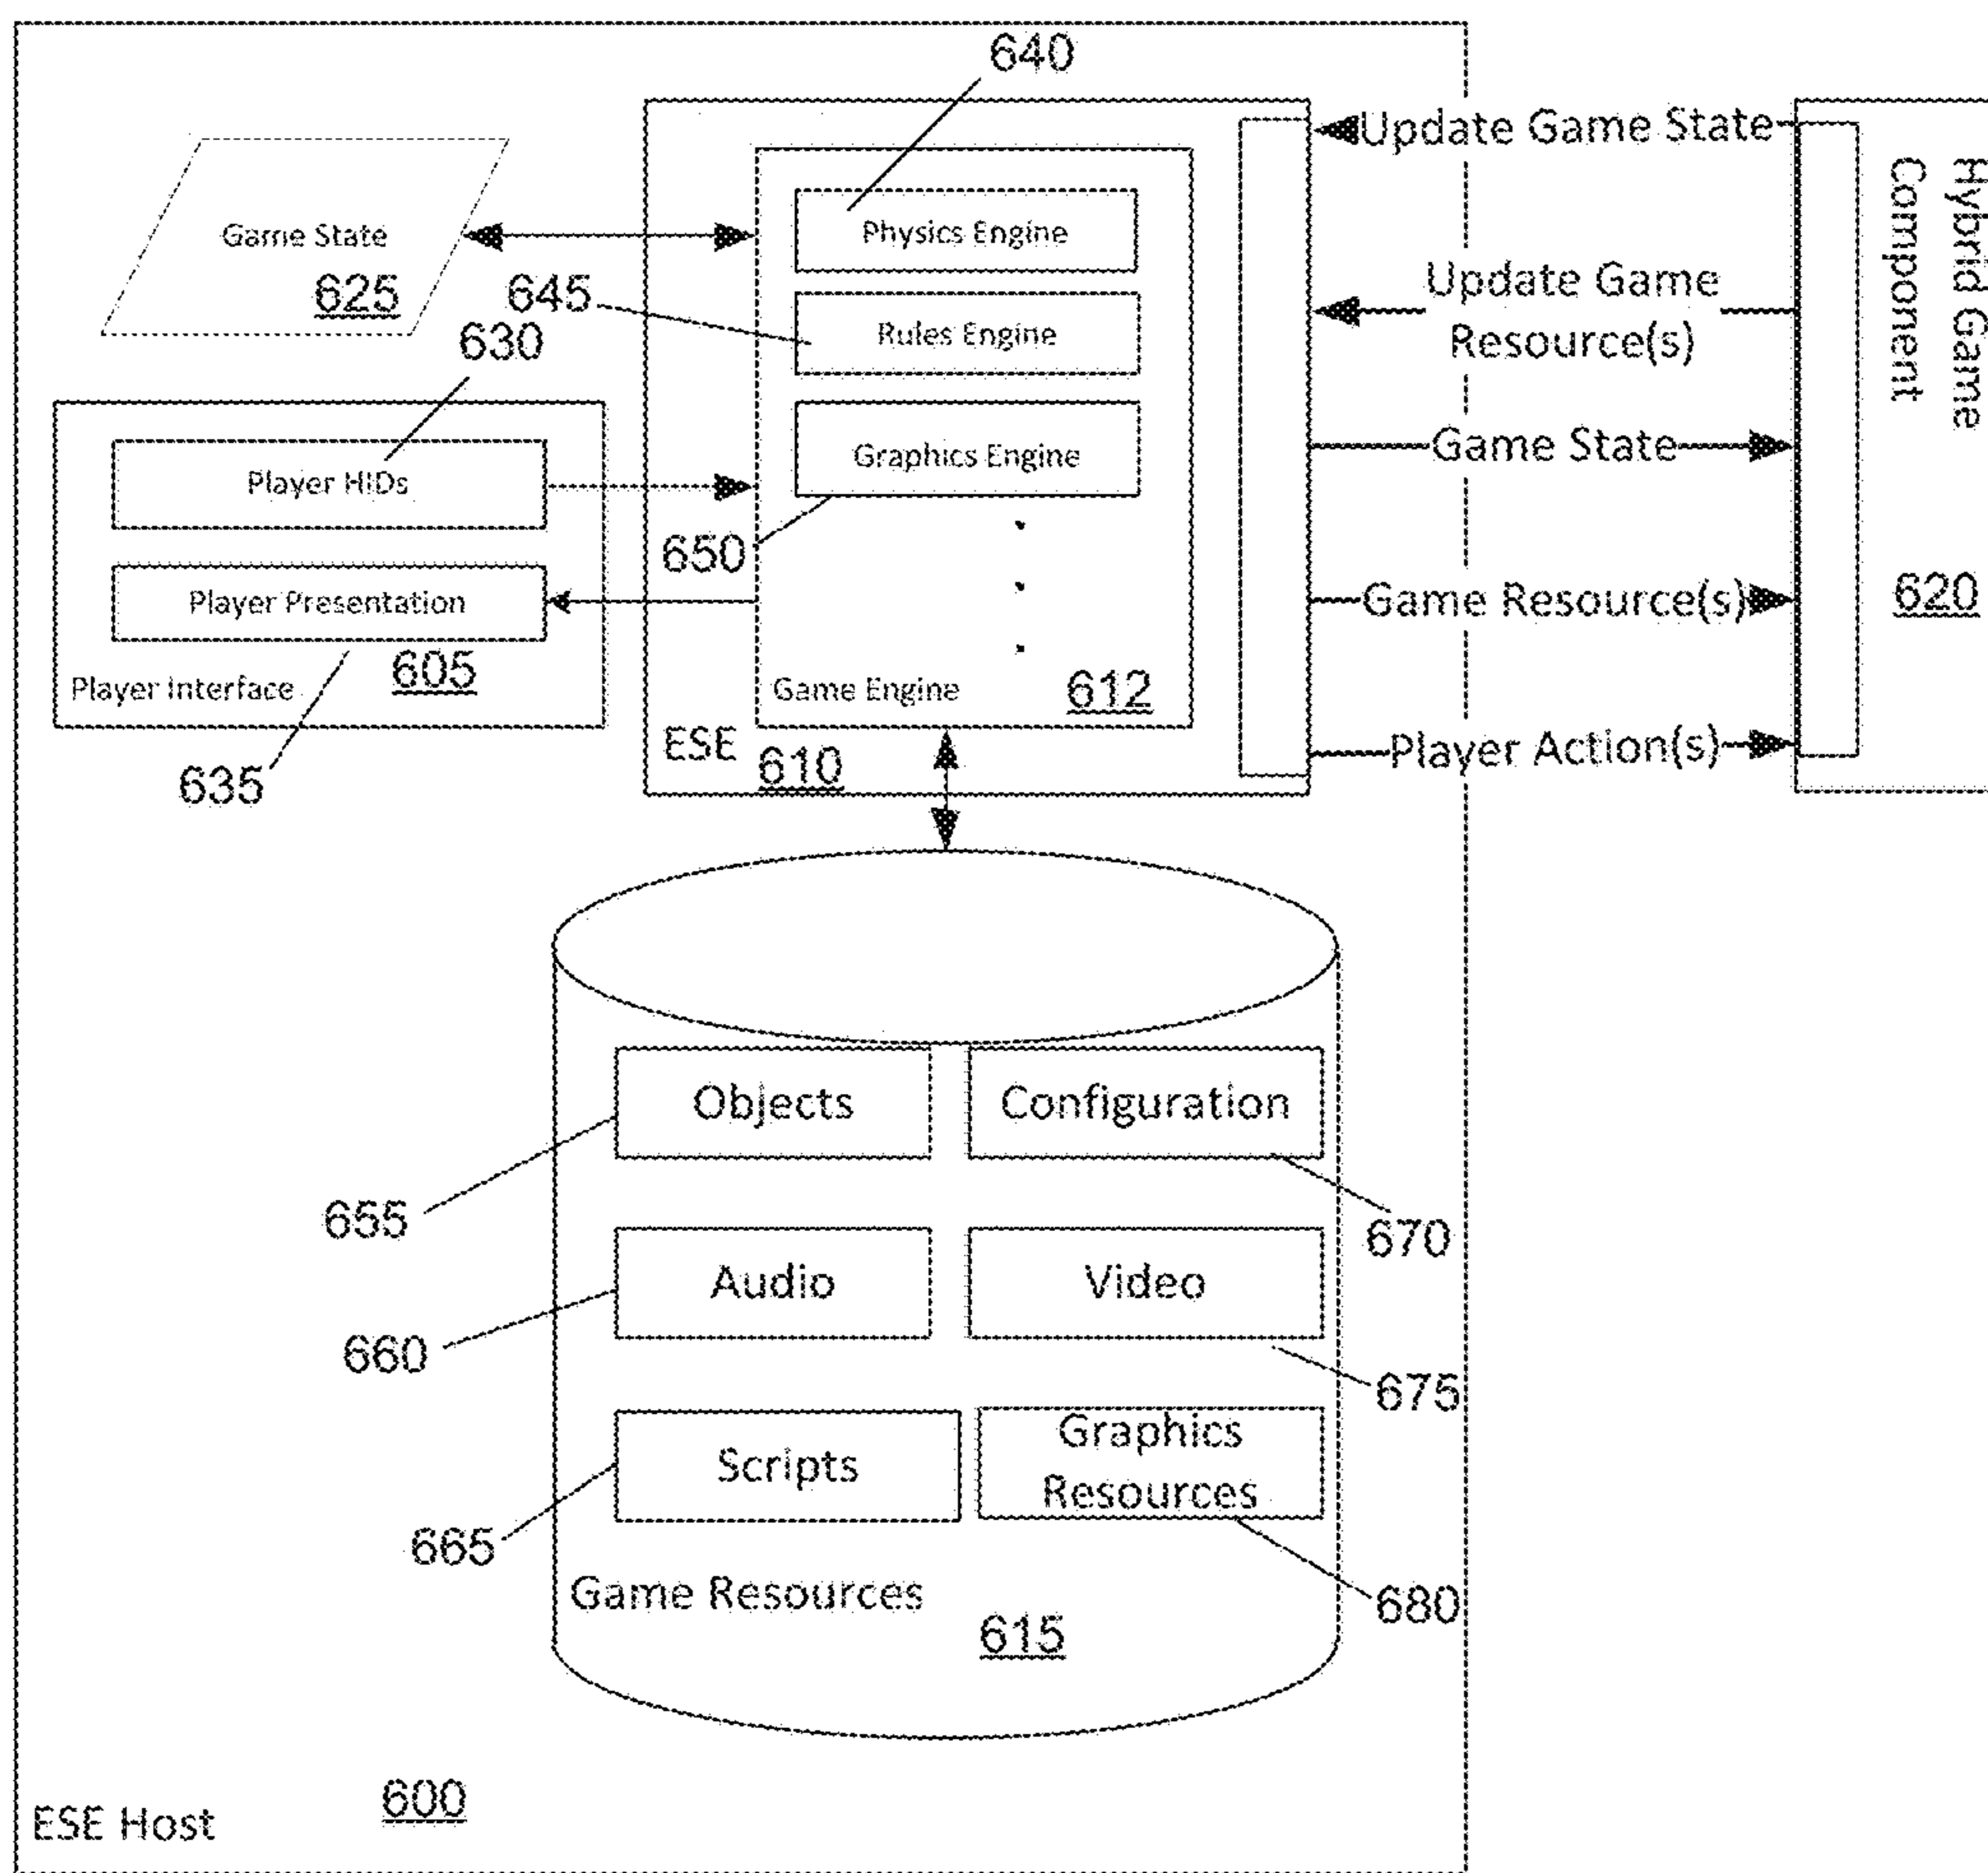 640
Update Game State
Game State
625
Physics Engine
645
Rules Engine
Graphics Engine
650
Game Engine
612
ESE
610
630
Player HIDs
Player Presentation
605
Player Interface
635
Update Game
Resource(s)
Game State
Game Resource(s)
Player Action(s)
Hybrid Game
Component
620
Objects
Configuration
655
670
Audio
Video
660
675
Scripts
Graphics
Resources
665
680
Game Resources
615
ESE Host
600